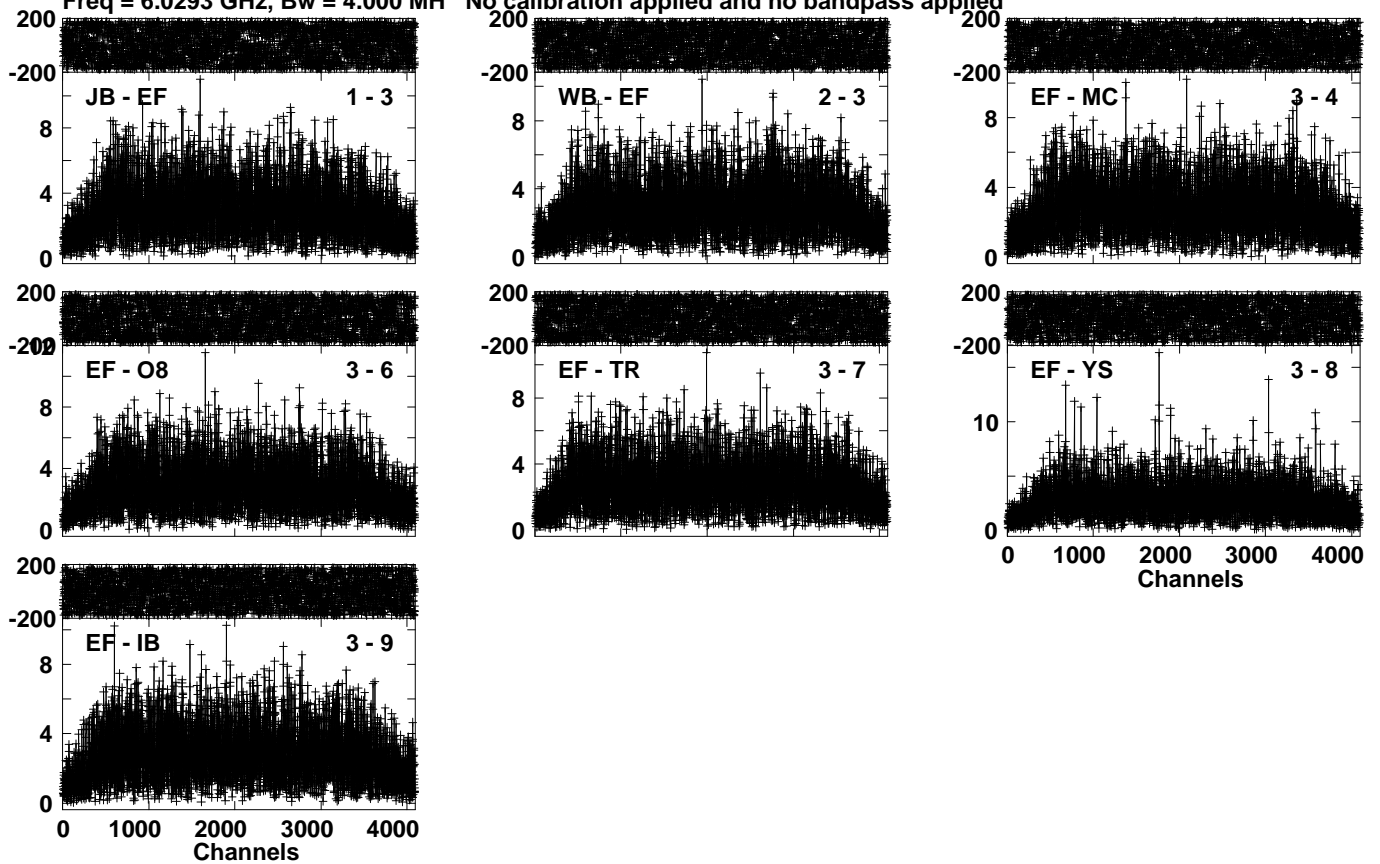 Freq = 6.0293 GHz, Bw = 4.000 MH No calibration applied and no bandpass applied
200 200 200
-200 -200 -200
JB - EF 1 - 3 WB - EF 2 - 3 EF - MC 3 - 4
8 8 8
4 4 4
0 0 0
200 200 200
-200 12 -200 -200
EF - O8 3 - 6 EF - TR 3 - 7 EF - YS 3 - 8
8 8 10
4 4
0 0 0
0 1000 2000 3000 4000
Channels
200
-200
EF - IB 3 - 9
8
4
0
0 1000 2000 3000 4000
Channels